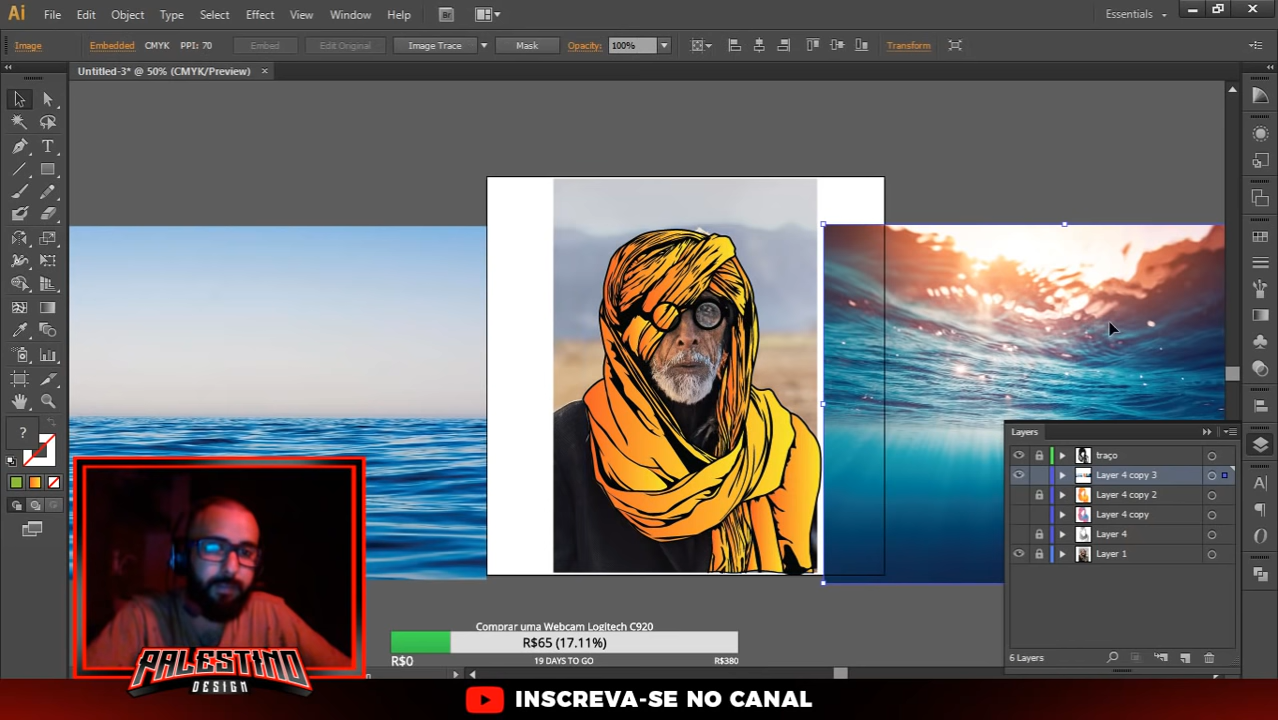 Ai File Edit Object Type Select Effect View Window Help Br Essentials
Image Embedded CMYK PPI: 70 Embed Edit Original Image Trace Mask Opacity: 100% Transform
Untitled-3* @ 50% (CMYK/Preview) ×
T
?
Layers
traço
Layer 4 copy 3
Layer 4 copy 2
Layer 4 copy
Layer 4
Layer 1
6 Layers
Comprar uma Webcam Logitech C920
R$65 (17.11%)
R$0 19 DAYS TO GO R$380
PALESTINO
DESIGN
INSCREVA-SE NO CANAL